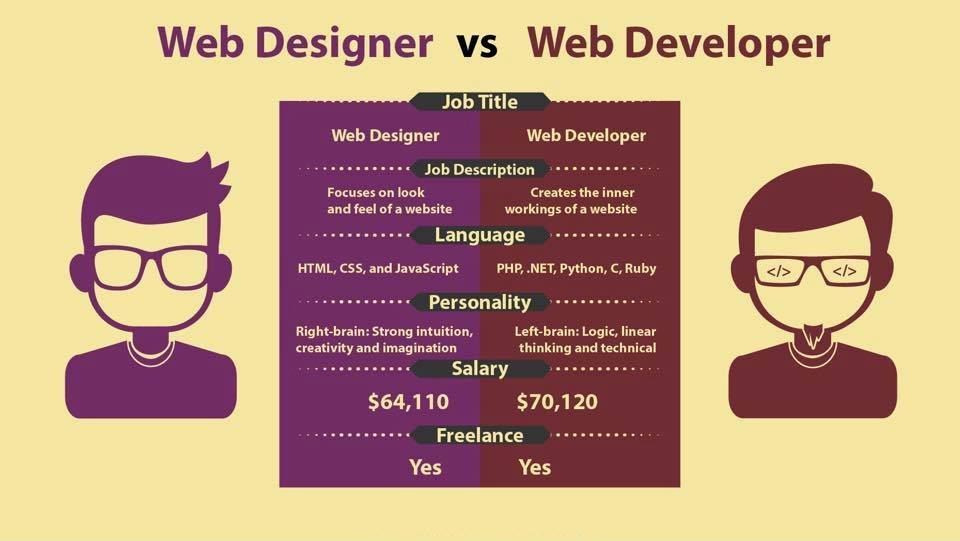 Web Designer vs Web Developer
Job Title
Web Designer
Web Developer
Job Description
Focuses on look
and feel of a website
Creates the inner
workings of a website
Language
HTML, CSS, and JavaScript
PHP, .NET, Python, C, Ruby
Personality
Right-brain: Strong intuition,
creativity and imagination
Left-brain: Logic, linear
thinking and technical
Salary
$64,110
$70,120
Freelance
Yes
Yes
</>
</>